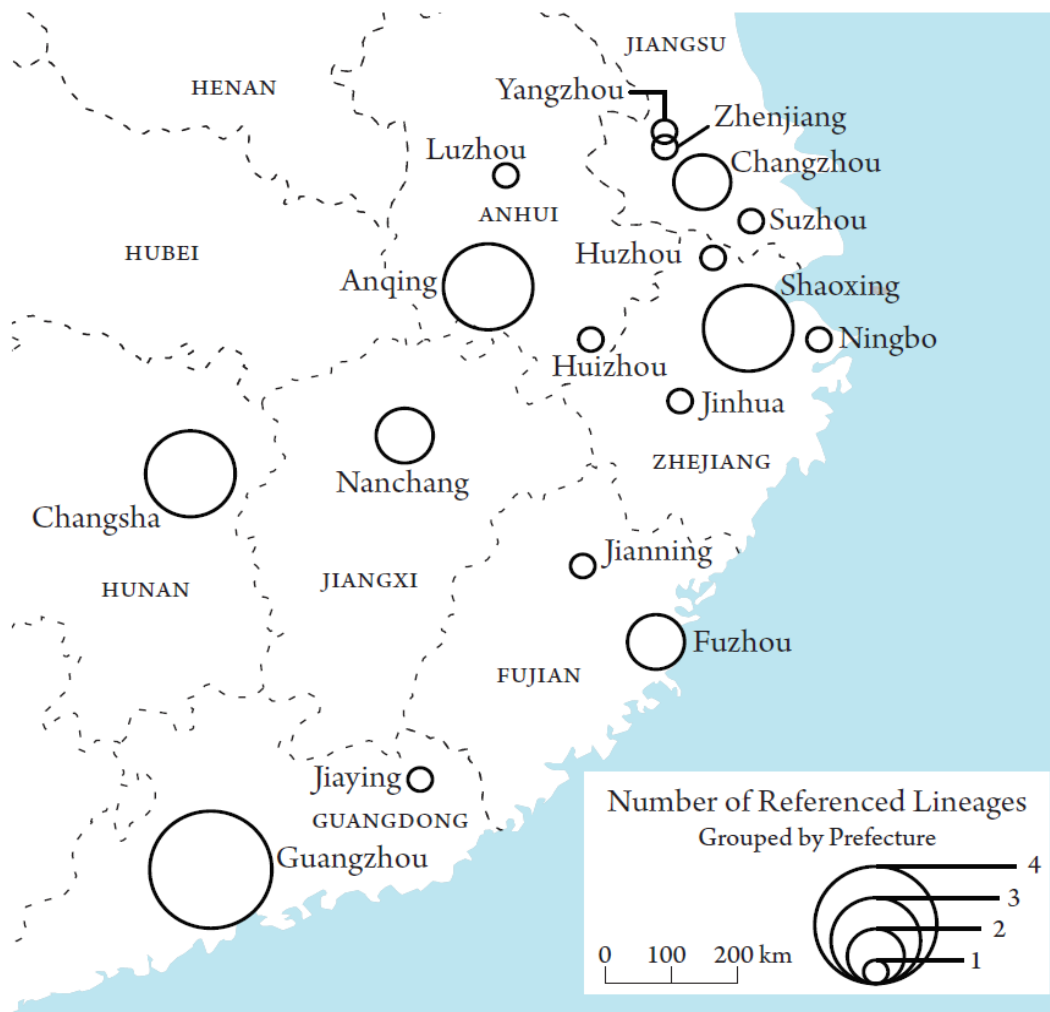 JIANGSU
HENAN
Yangzhou
Zhenjiang
Luzhou
Changzhou
ANHUI
Suzhou
HUBEI
Huzhou
Anqing
Shaoxing
Ningbo
Huizhou
Jinhua
ZHEJIANG
Nanchang
Changsha
Jianning
JIANGXI
HUNAN
Fuzhou
FUJIAN
Jiaying
GUANGDONG
Guangzhou
Number of Referenced Lineages
Grouped by Prefecture
4
3
2
1
0 100 200 km